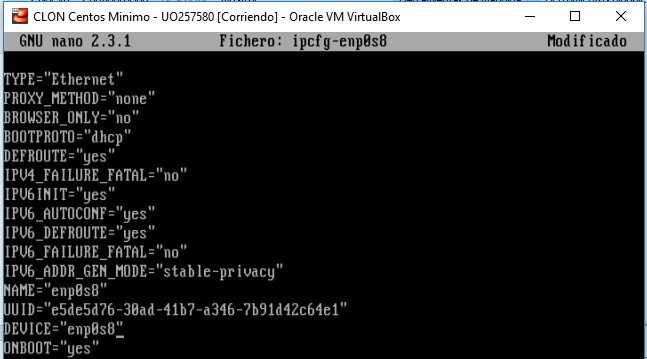 CLON Centos Minimo - UO257580 [Corriendo] - Oracle VM VirtualBox
GNU nano 2.3.1 Fichero: ipcfg-enp0s8 Modificado
TYPE="Ethernet"
PROXY_METHOD="none"
BROWSER_ONLY="no"
BOOTPROTO="dhcp"
DEFROUTE="yes"
IPV4_FAILURE_FATAL="no"
IPV6INIT="yes"
IPV6_AUTOCONF="yes"
IPV6_DEFROUTE="yes"
IPV6_FAILURE_FATAL="no"
IPV6_ADDR_GEN_MODE="stable-privacy"
NAME="enp0s8"
UUID="e5de5d76-30ad-41b7-a346-7b91d42c64e1"
DEVICE="enp0s8"
ONBOOT="yes"